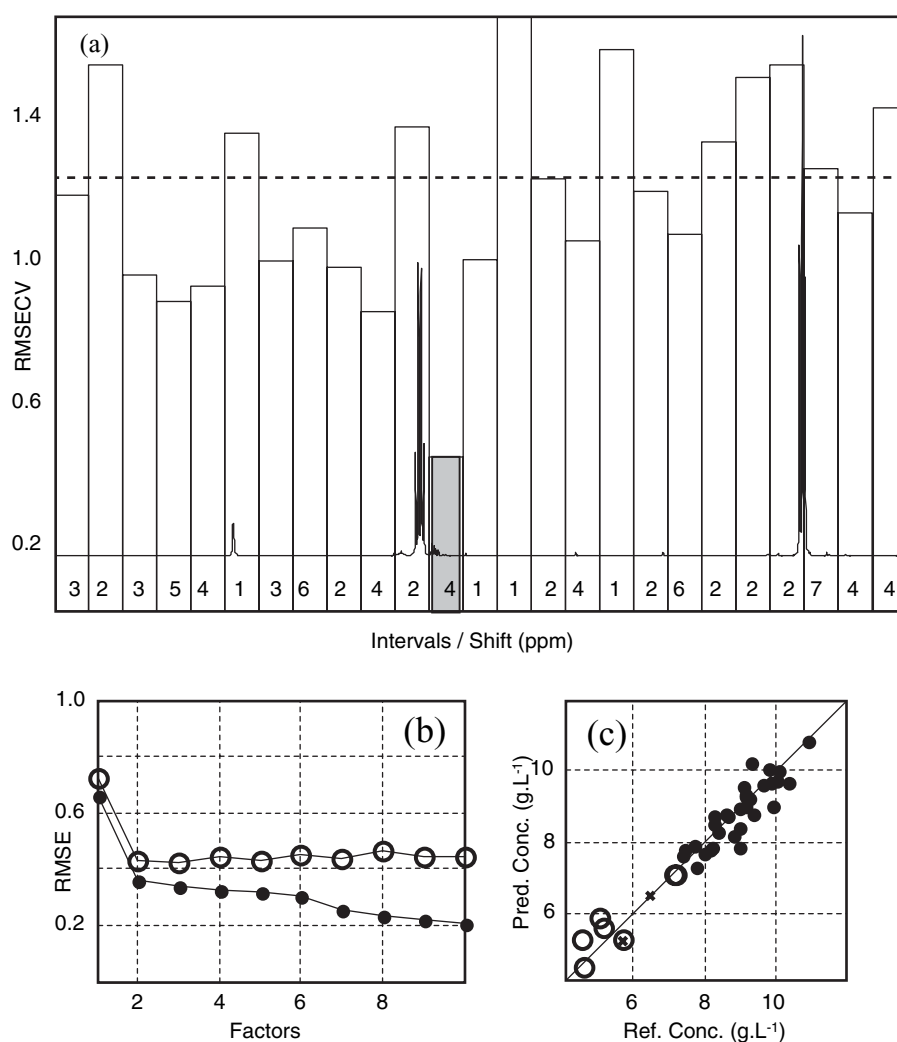 (a)
1.4
1.0
0.6
0.2
RMSECV
3 2 3 5 4 1 3 6 2 4 2 4 1 1 2 4 1 2 6 2 2 2 7 4 4
Intervals / Shift (ppm)
(b)
1.0
0.6
0.2
RMSE
2 4 6 8
Factors
(c)
10
8
6
Pred. Conc. (g.L-1)
6 8 10
Ref. Conc. (g.L-1)